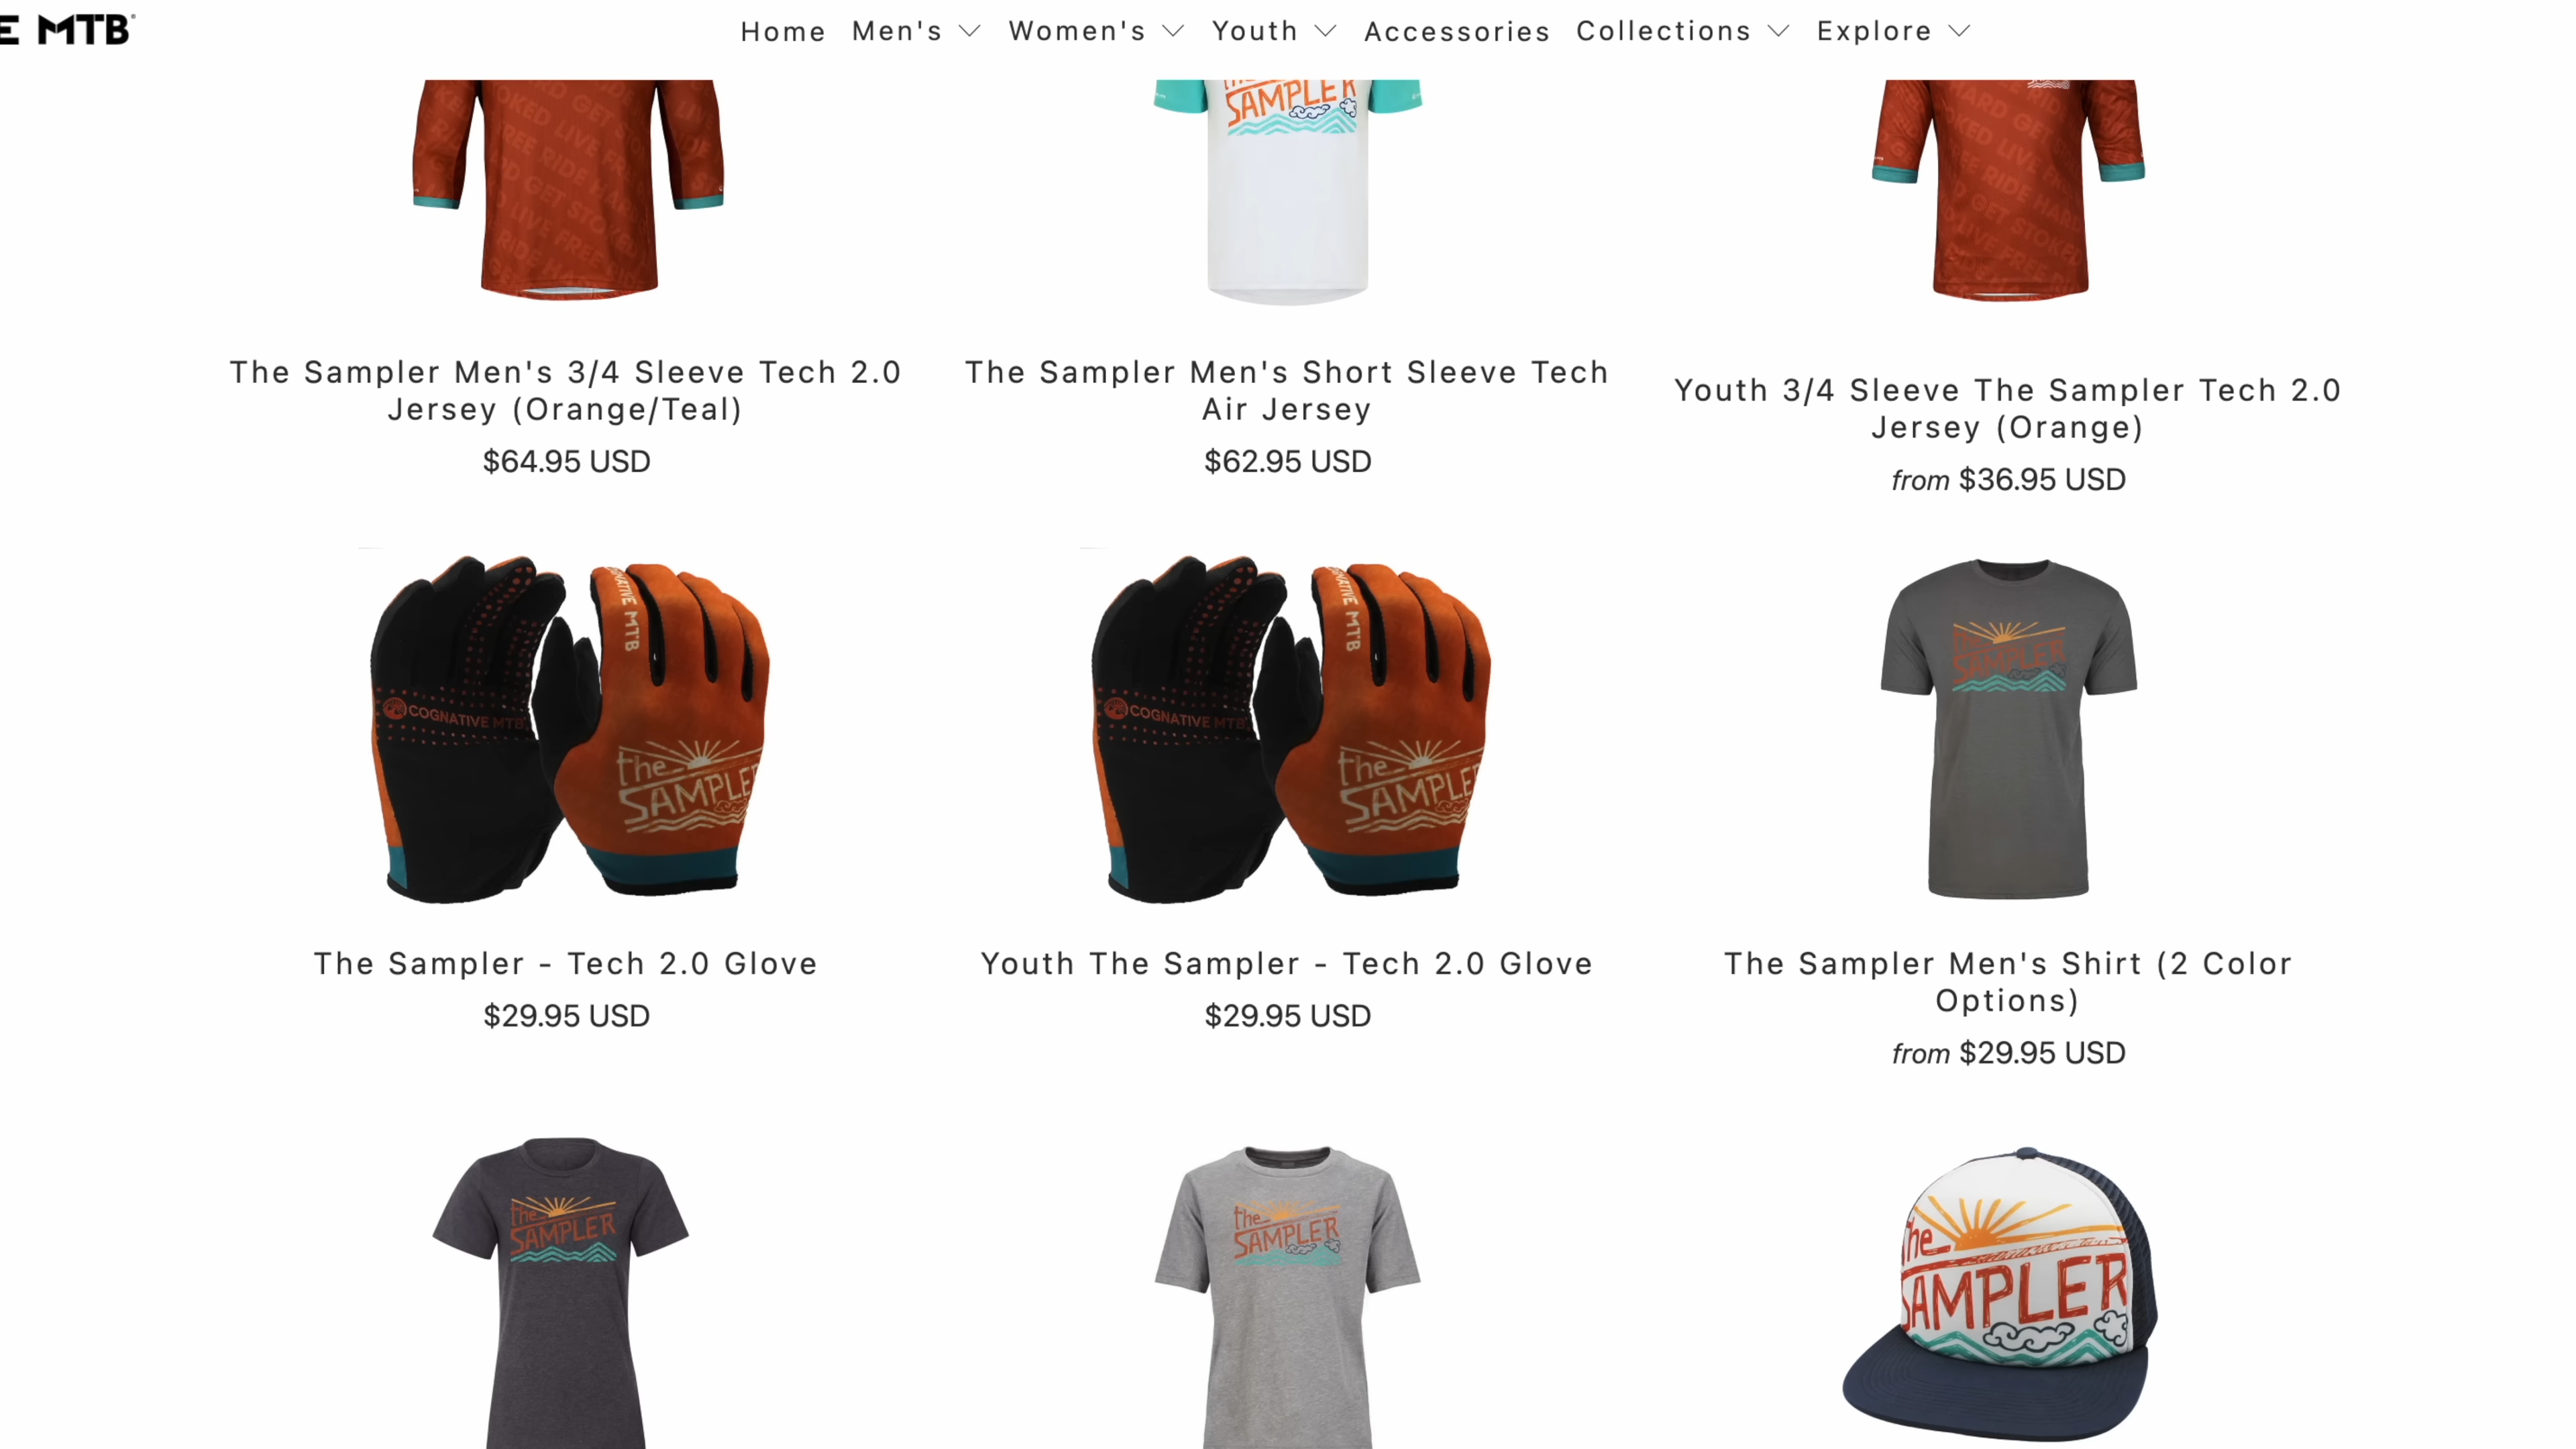 E MTB
Home Men's Women's Youth Accessories Collections Explore
SAMPLER
The Sampler Men's 3/4 Sleeve Tech 2.0
Jersey (Orange/Teal)
$64.95 USD
The Sampler Men's Short Sleeve Tech
Air Jersey
$62.95 USD
Youth 3/4 Sleeve The Sampler Tech 2.0
Jersey (Orange)
from $36.95 USD
COGNATIVE MTB
MTB
the
SAMPLER
The Sampler - Tech 2.0 Glove
$29.95 USD
COGNATIVE MTB
MTB
the
SAMPLE
Youth The Sampler - Tech 2.0 Glove
$29.95 USD
the
SAMPLER
The Sampler Men's Shirt (2 Color
Options)
from $29.95 USD
the
SAMPLER
the
SAMPLER
the
SAMPLER